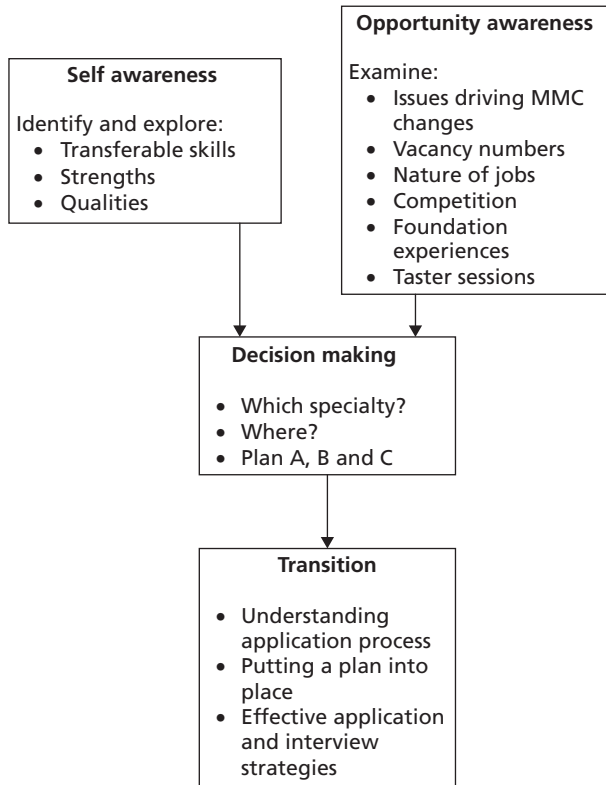 Self awareness
Identify and explore:
• Transferable skills
• Strengths
• Qualities
Opportunity awareness
Examine:
• Issues driving MMC
changes
• Vacancy numbers
• Nature of jobs
• Competition
• Foundation
experiences
• Taster sessions
Decision making
• Which specialty?
• Where?
• Plan A, B and C
Transition
• Understanding
application process
• Putting a plan into
place
• Effective application
and interview
strategies